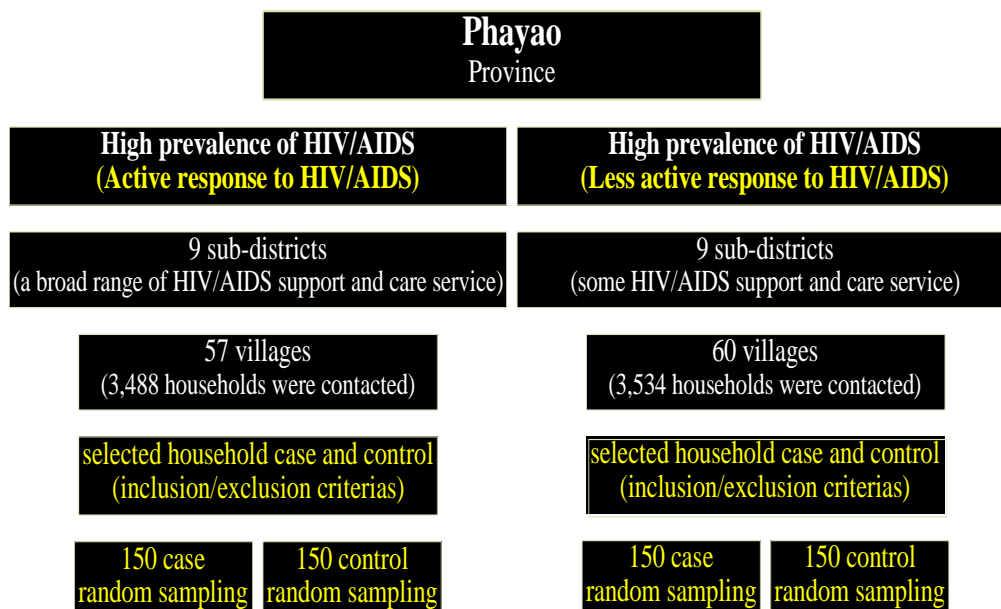 Phayao
Province
High prevalence of HIV/AIDS
(Active response to HIV/AIDS)
High prevalence of HIV/AIDS
(Less active response to HIV/AIDS)
9 sub-districts
(a broad range of HIV/AIDS support and care service)
9 sub-districts
(some HIV/AIDS support and care service)
57 villages
(3,488 households were contacted)
60 villages
(3,534 households were contacted)
selected household case and control
(inclusion/exclusion criterias)
selected household case and control
(inclusion/exclusion criterias)
150 case
random sampling
150 control
random sampling
150 case
random sampling
150 control
random sampling